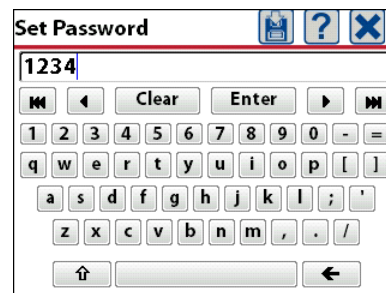 Set Password ?
1234
Clear Enter
1 2 3 4 5 6 7 8 9 0 - =
q w e r t y u i o p [ ]
a s d f g h j k l ; '
z x c v b n m , . /